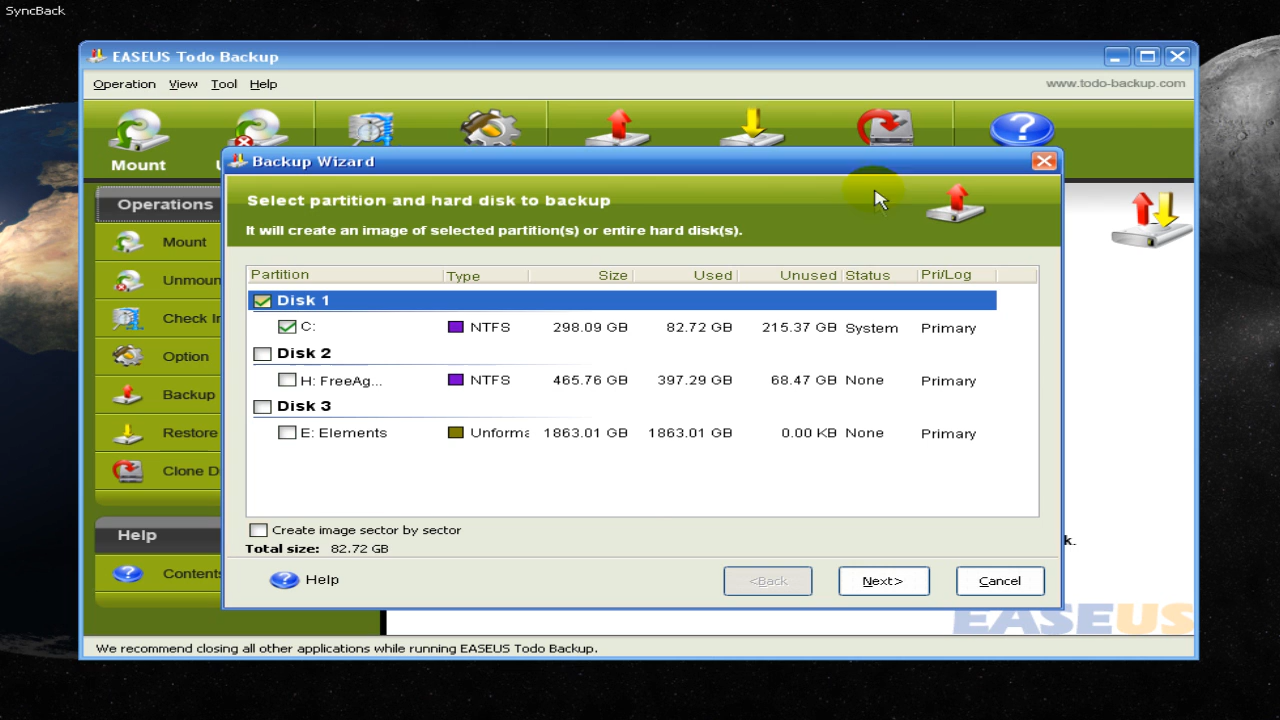 SyncBack
EASEUS Todo Backup
Operation View Tool Help
www.todo-backup.com
Mount
Backup Wizard
Operations
Select partition and hard disk to backup
It will create an image of selected partition(s) or entire hard disk(s).
Mount
Unmoun
Check In
Option
Backup
Restore
Clone D
Partition Type Size Used Unused Status Pri/Log
Disk 1
C: NTFS 298.09 GB 82.72 GB 215.37 GB System Primary
Disk 2
H: FreeAg... NTFS 465.76 GB 397.29 GB 68.47 GB None Primary
Disk 3
E: Elements Unforma 1863.01 GB 1863.01 GB 0.00 KB None Primary
Create image sector by sector
Total size: 82.72 GB
k.
Help
Contents
Help
<Back Next> Cancel
EASEUS
We recommend closing all other applications while running EASEUS Todo Backup.